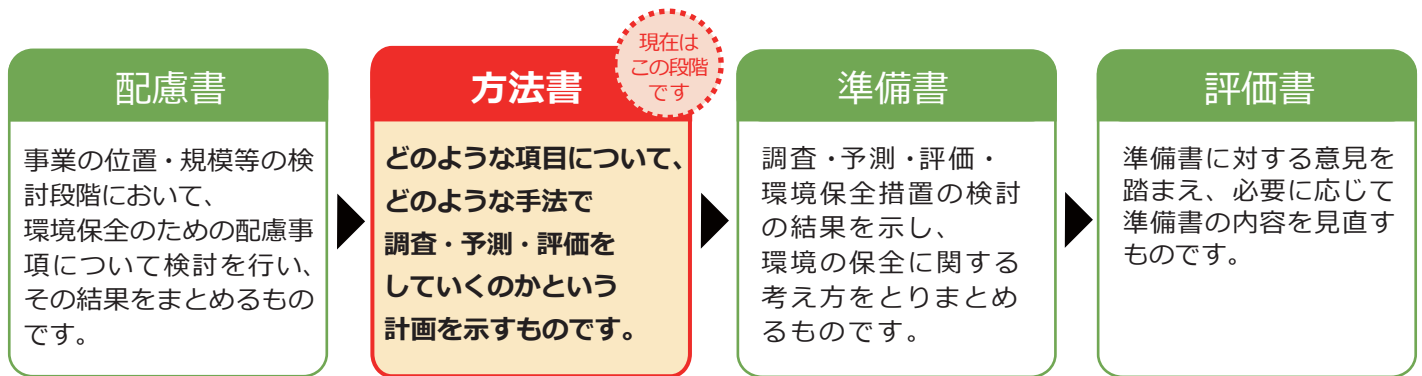 配慮書
事業の位置・規模等の検
討段階において、
環境保全のための配慮事
項について検討を行い、
その結果をまとめるもの
です。
現在は
この段階
です
方法書
どのような項目について、
どのような手法で
調査・予測・評価を
していくのかという
計画を示すものです。
準備書
調査・予測・評価・
環境保全措置の検討
の結果を示し、
環境の保全に関する
考え方をとりまとめ
るものです。
評価書
準備書に対する意見を
踏まえ、必要に応じて
準備書の内容を見直す
ものです。